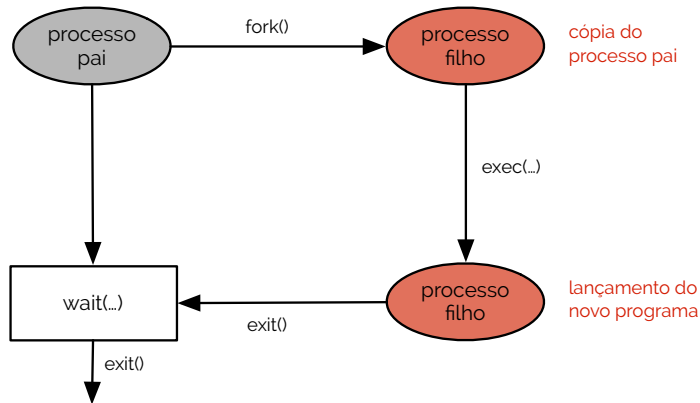 processo
pai
fork()
processo
filho
cópia do
processo pai
exec(...)
wait(...)
exit()
processo
filho
lançamento do
novo programa
exit()